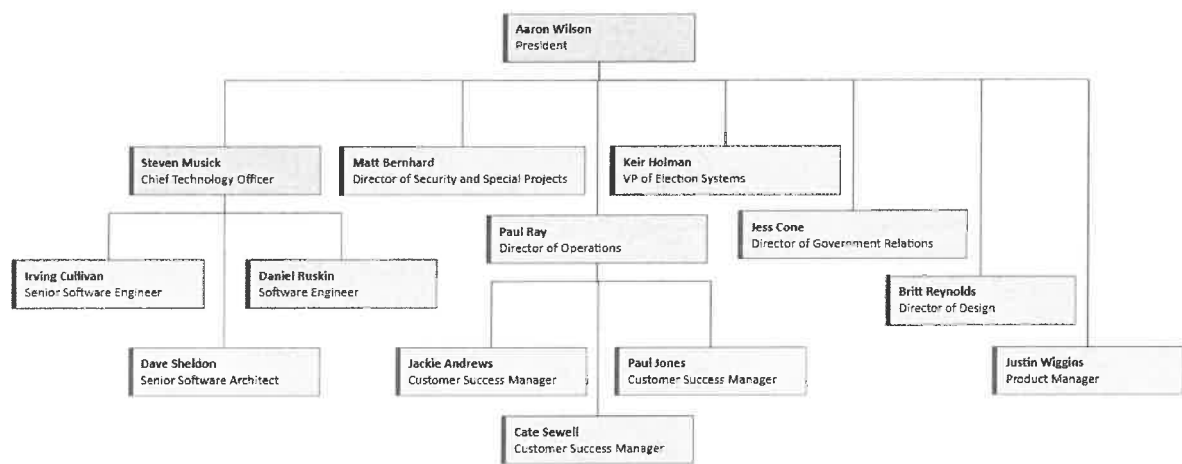 Aaron Wilson
President
Steven Musick
Chief Technology Officer
Matt Bernhard
Director of Security and Special Projects
Keir Holman
VP of Election Systems
Paul Ray
Director of Operations
Jess Cone
Director of Government Relations
Irving Cullivan
Senior Software Engineer
Daniel Ruskin
Software Engineer
Britt Reynolds
Director of Design
Dave Sheldon
Senior Software Architect
Jackie Andrews
Customer Success Manager
Paul Jones
Customer Success Manager
Justin Wiggins
Product Manager
Cate Sewell
Customer Success Manager